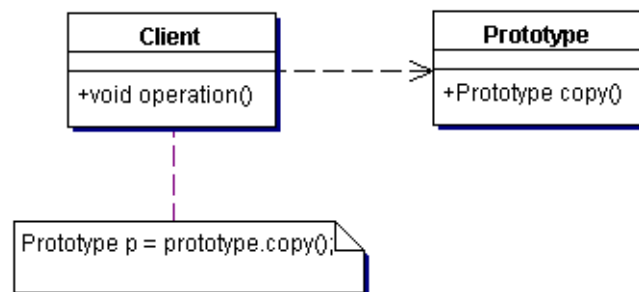 Client
+void operation()
Prototype
+Prototype copy()
Prototype p = prototype.copy();